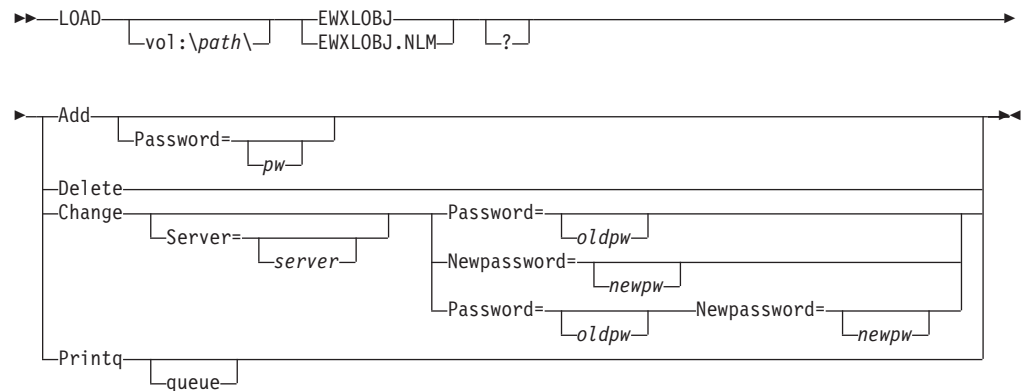 LOAD EWXLOBJ
vol:\path\ EWXLOBJ.NLM ?
Add
Password=
pw
Delete
Change Password=
Server= oldpw
server Newpassword=
newpw
Password= Newpassword=
oldpw newpw
Printq
queue